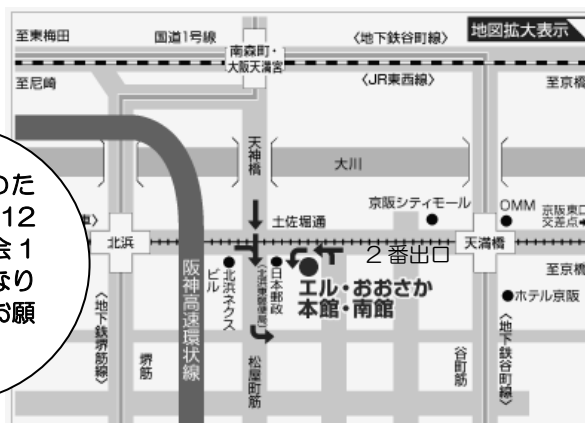 至東梅田
国道1号線
南森町・
大阪天満宮
〈地下鉄谷町線〉
地図拡大表示
至尼崎
〈JR東西線〉
至京橋
天神橋
大川
のた
12
会1
なり
お願
車〉
北浜
土佐堀通
京阪シティモール
OMM
京阪東口
交差点
天満橋
2番出口
阪神高速環状線
北浜ネクス
ビル
日本郵政
(北浜東郵便局)
エル・おおさか
本館・南館
至京橋
ホテル京阪
〈地下鉄堺筋線〉
堺筋
松屋町筋
谷町筋
〈地下鉄谷町線〉